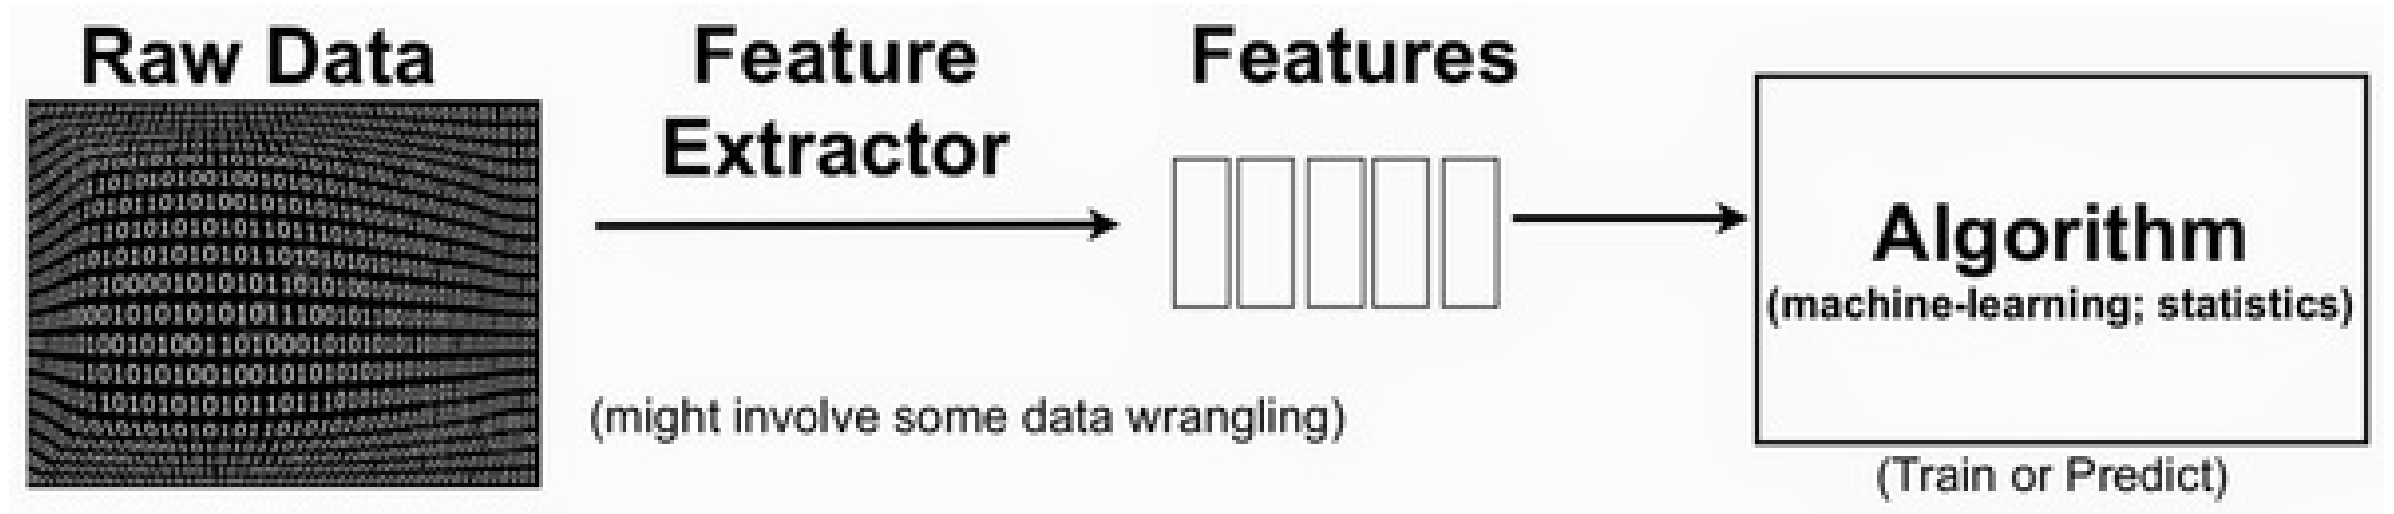 Raw Data
Feature
Extractor
Features
Algorithm
(machine-learning; statistics)
(might involve some data wrangling)
(Train or Predict)